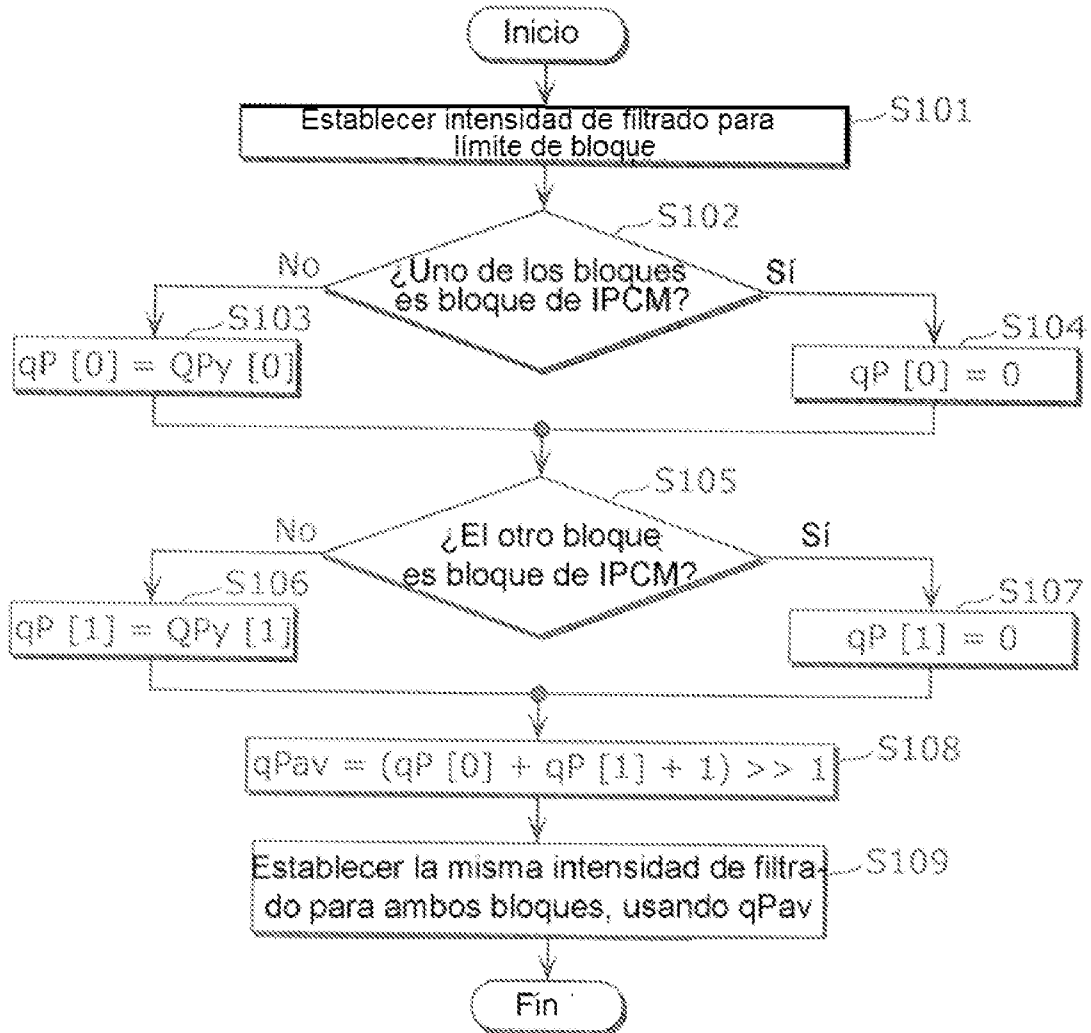 Inicio
Establecer intensidad de filtrado para
límite de bloque
S101
S102
¿Uno de los bloques
es bloque de IPCM?
No
Sí
S103
qP [0] = QPy [0]
S104
qP [0] = 0
S105
¿El otro bloque
es bloque de IPCM?
No
Sí
S106
qP [1] = QPy [1]
S107
qP [1] = 0
qPav = (qP [0] + qP [1] + 1) >> 1
S108
Establecer la misma intensidad de filtra-
do para ambos bloques, usando qPav
S109
Fin